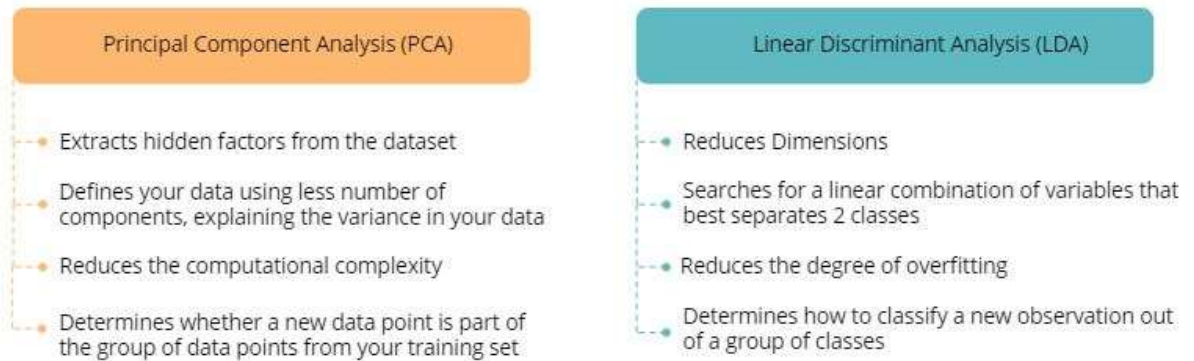 Principal Component Analysis (PCA)
Extracts hidden factors from the dataset
Defines your data using less number of
components, explaining the variance in your data
Reduces the computational complexity
Determines whether a new data point is part of
the group of data points from your training set
Linear Discriminant Analysis (LDA)
Reduces Dimensions
Searches for a linear combination of variables that
best separates 2 classes
Reduces the degree of overfitting
Determines how to classify a new observation out
of a group of classes